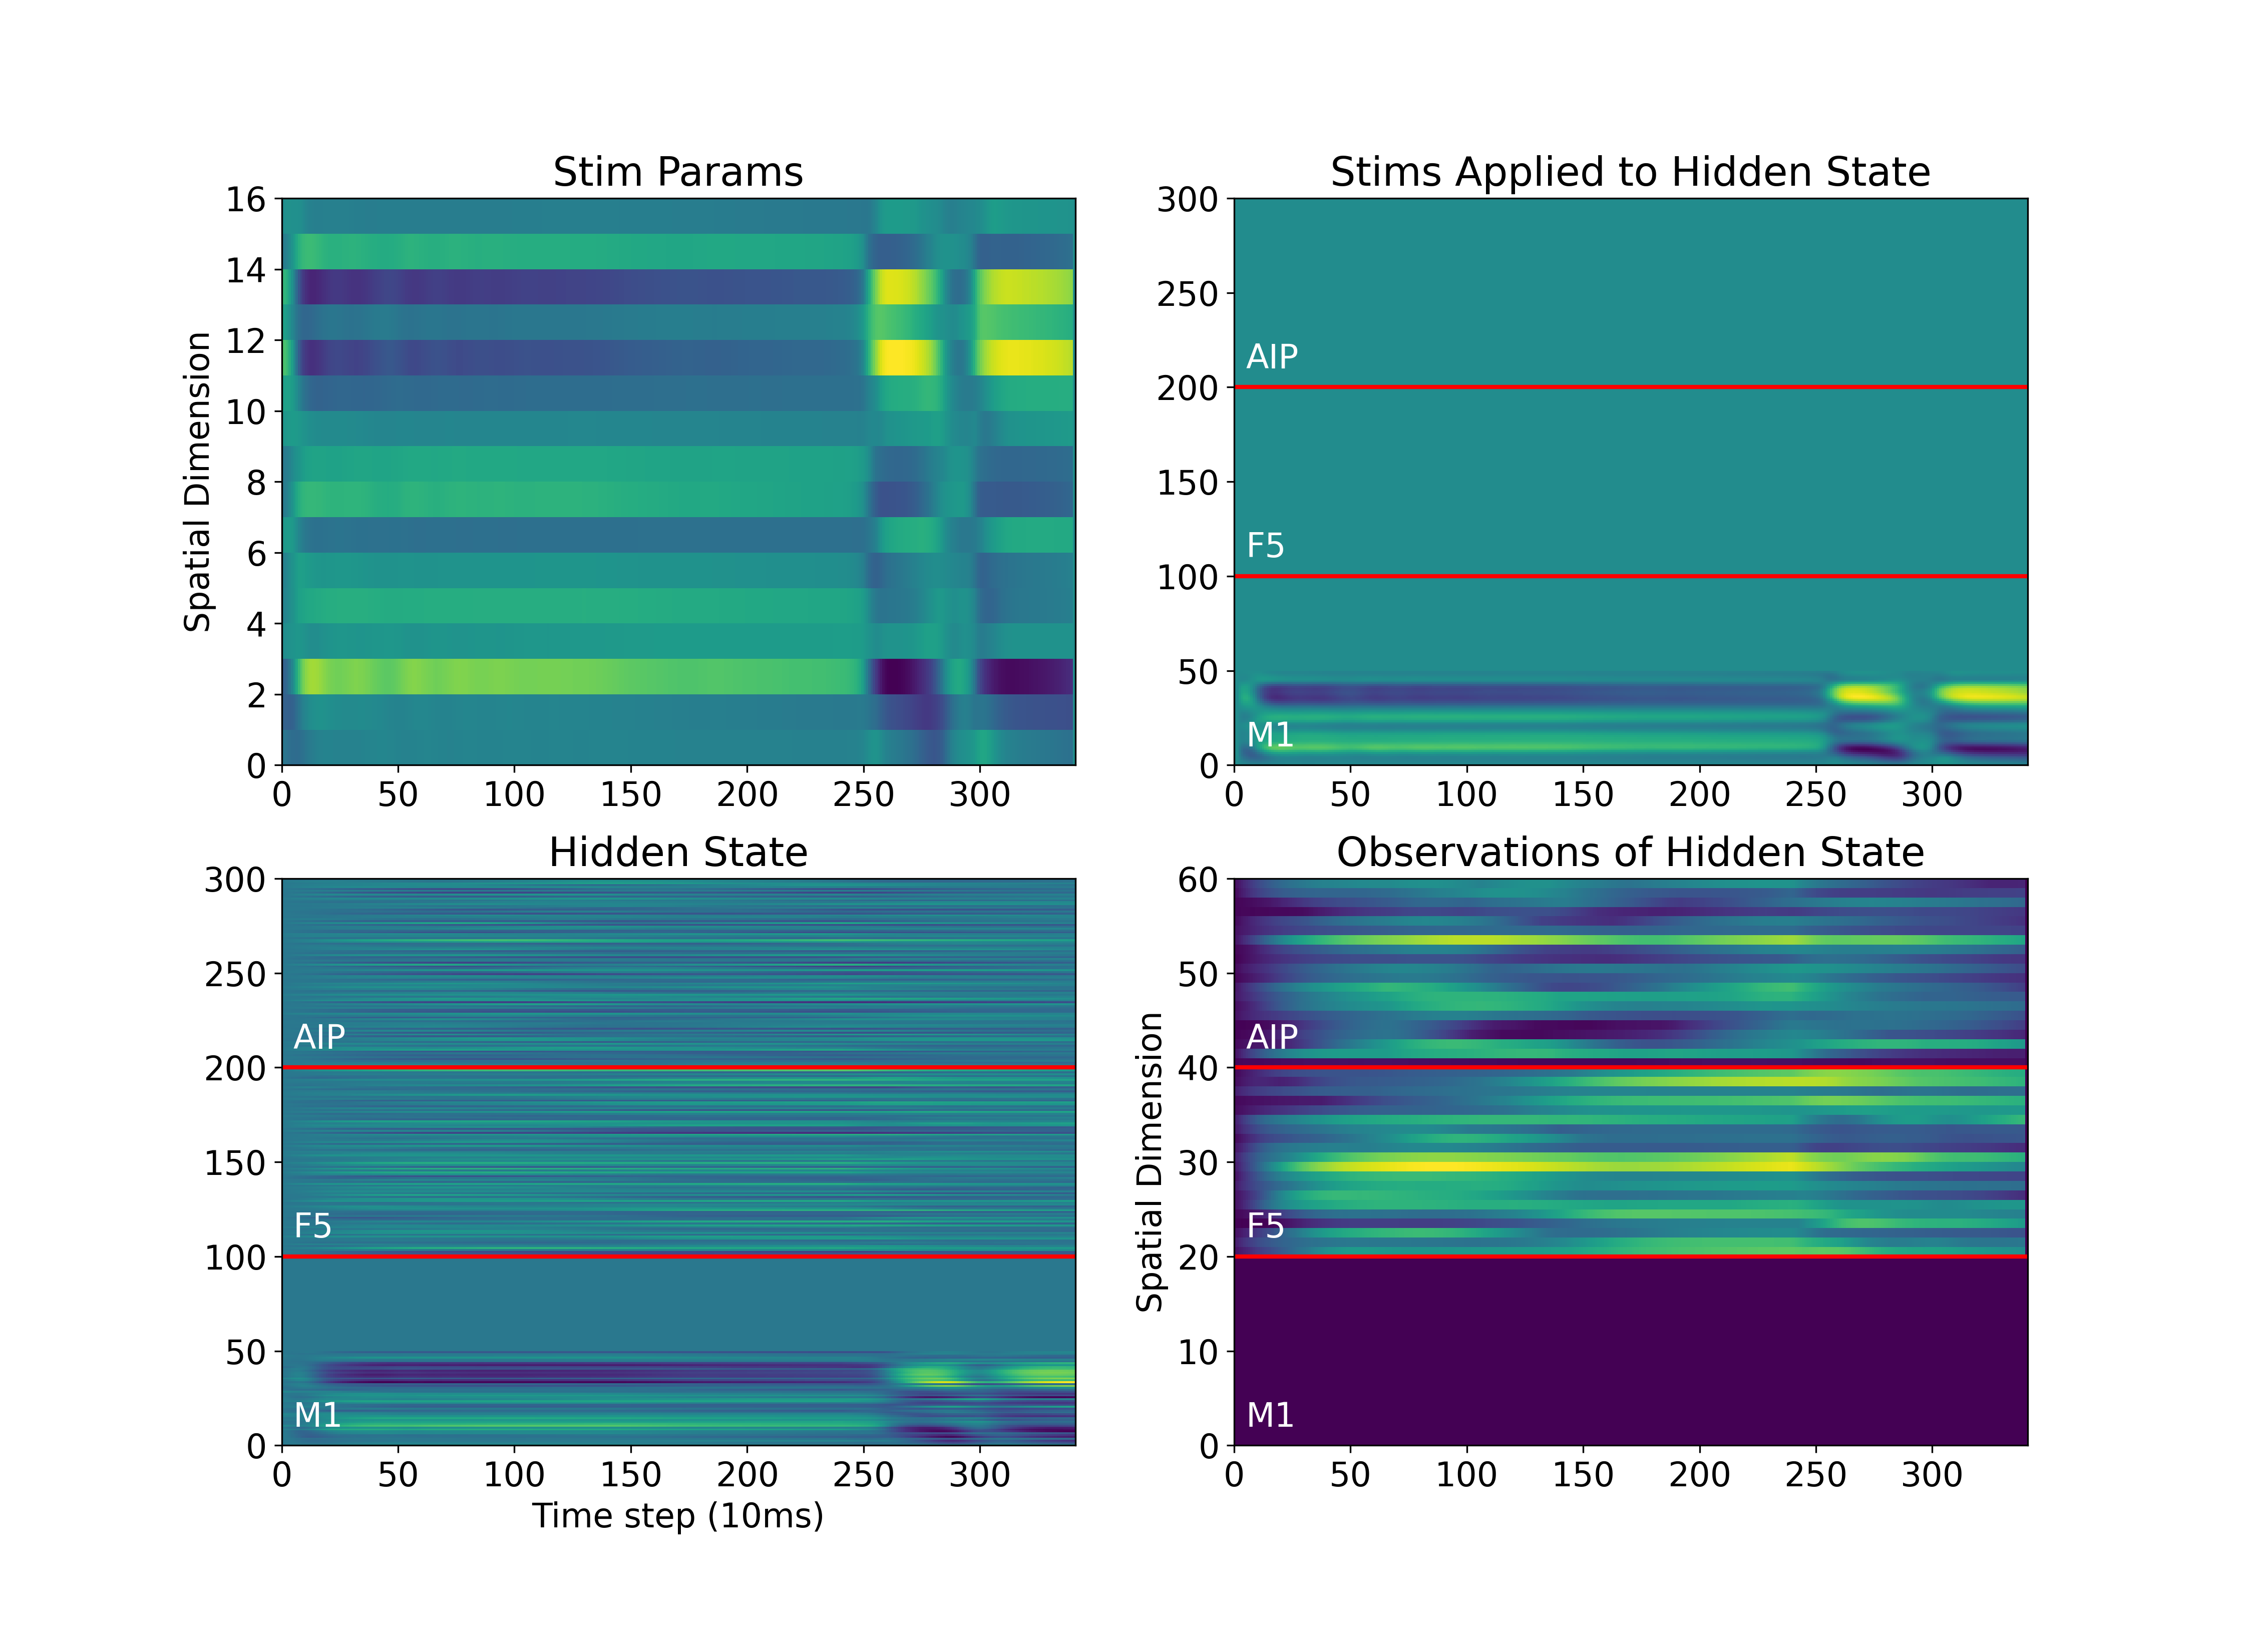 Stim Params
16
14
12
10
8
6
4
2
0
Spatial Dimension
0 50 100 150 200 250 300
Stims Applied to Hidden State
300
250
200
150
100
50
0
AIP
F5
M1
0 50 100 150 200 250 300
Hidden State
300
250
200
150
100
50
0
AIP
F5
M1
0 50 100 150 200 250 300
Time step (10ms)
Observations of Hidden State
60
50
40
30
20
10
0
Spatial Dimension
AIP
F5
M1
0 50 100 150 200 250 300